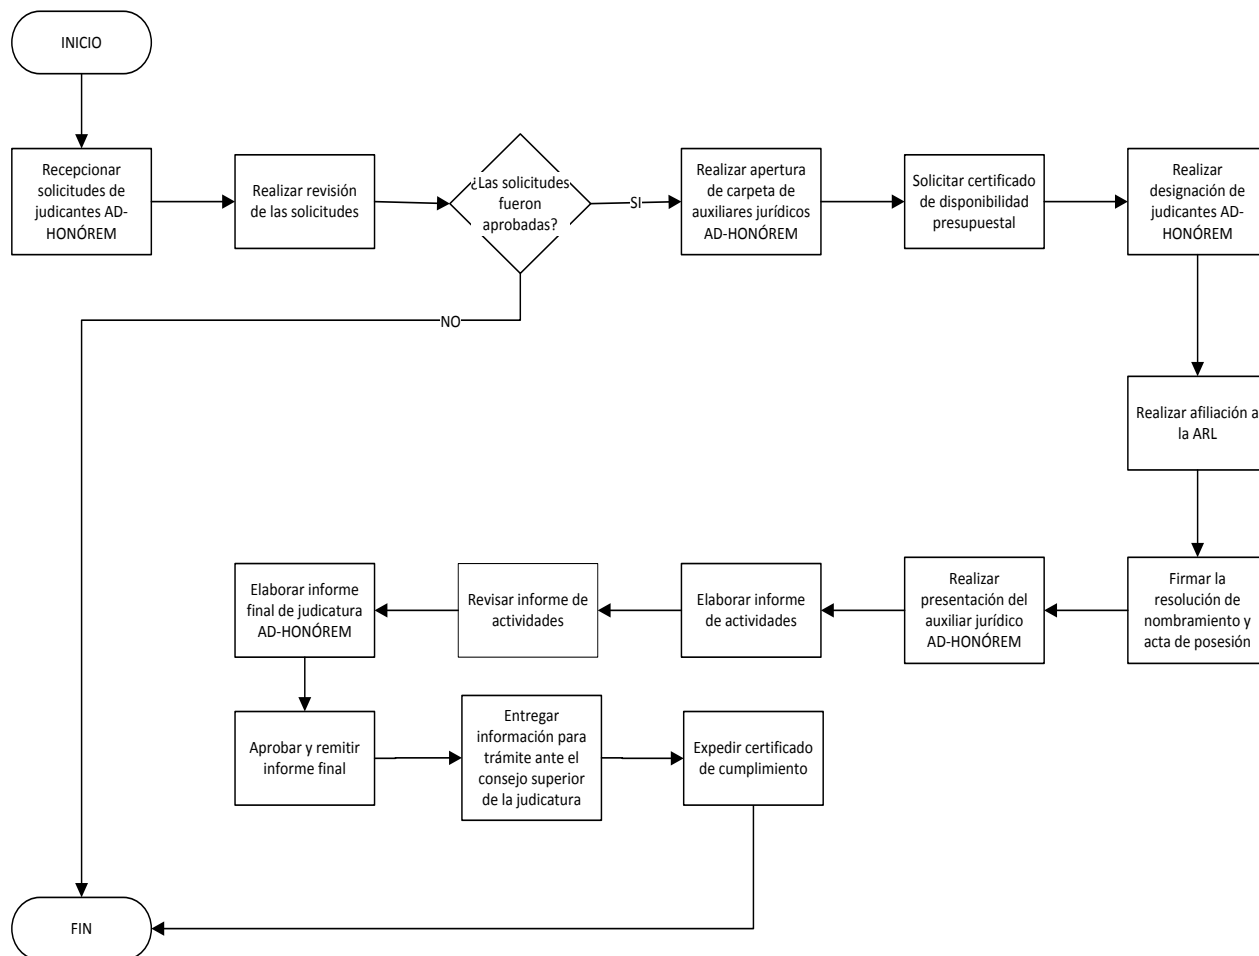 INICIO
Recepcionar
solicitudes de
judicantes AD-
HONÓREM
Realizar revisión
de las solicitudes
¿Las solicitudes
fueron
aprobadas?
SI
NO
Realizar apertura
de carpeta de
auxiliares jurídicos
AD-HONÓREM
Solicitar certificado
de disponibilidad
presupuestal
Realizar
designación de
judicantes AD-
HONÓREM
Realizar afiliación a
la ARL
Firmar la
resolución de
nombramiento y
acta de posesión
Realizar
presentación del
auxiliar jurídico
AD-HONÓREM
Elaborar informe
de actividades
Revisar informe de
actividades
Elaborar informe
final de judicatura
AD-HONÓREM
Aprobar y remitir
informe final
Entregar
información para
trámite ante el
consejo superior
de la judicatura
Expedir certificado
de cumplimiento
FIN